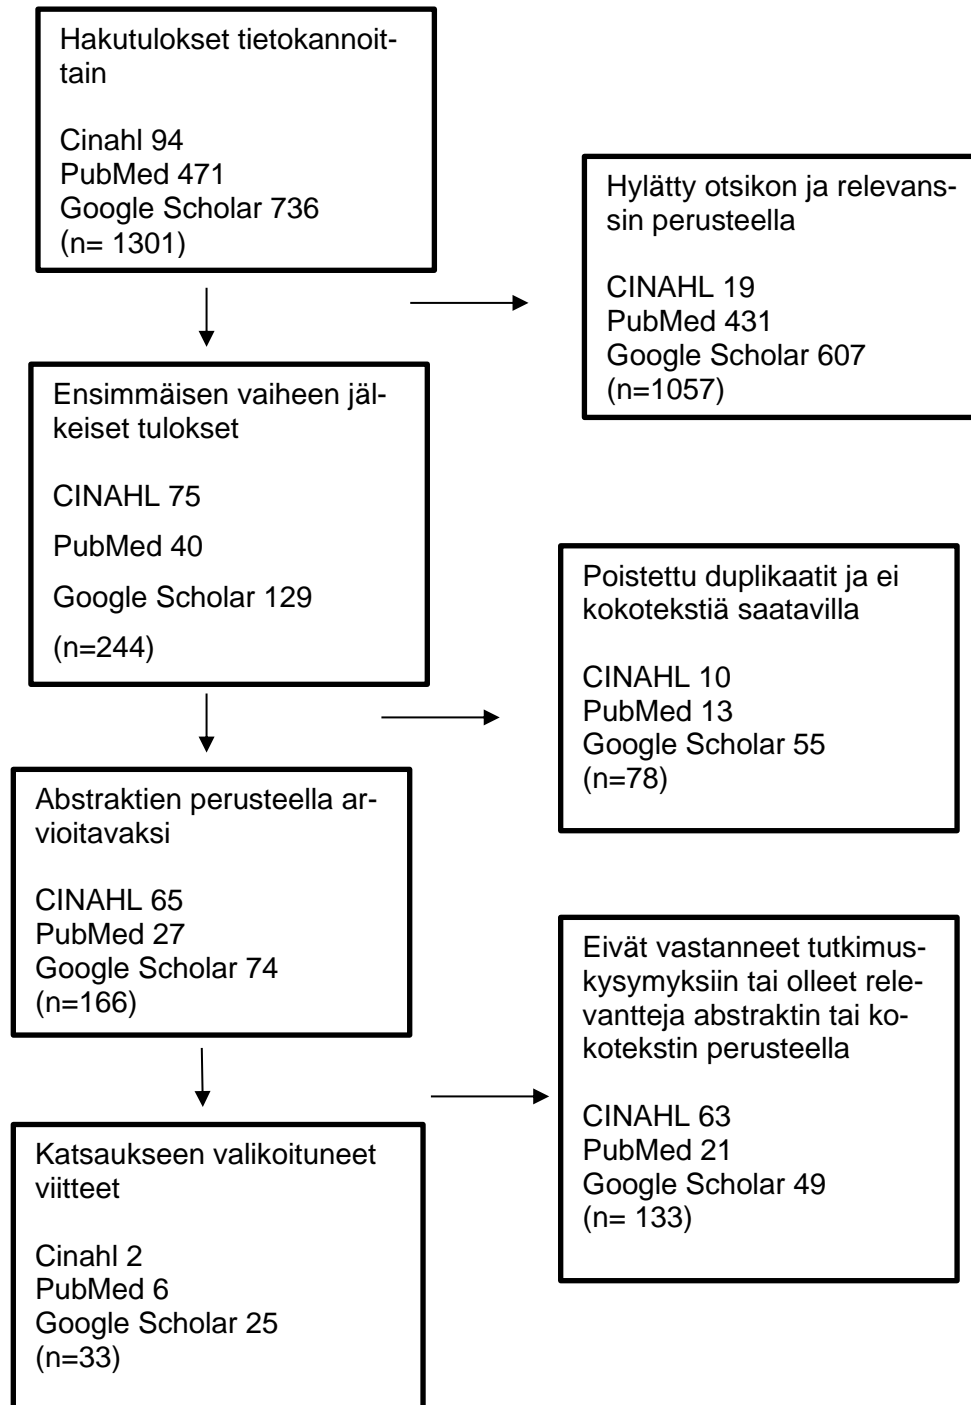 Hakutulokset tietokannoit-
tain
Cinahl 94
PubMed 471
Google Scholar 736
(n= 1301)
Hylätty otsikon ja relevans-
sin perusteella
CINAHL 19
PubMed 431
Google Scholar 607
(n=1057)
Ensimmäisen vaiheen jäl-
keiset tulokset
CINAHL 75
PubMed 40
Google Scholar 129
(n=244)
Poistettu duplikaatit ja ei
kokotekstiä saatavilla
CINAHL 10
PubMed 13
Google Scholar 55
(n=78)
Abstraktien perusteella ar-
vioitavaksi
CINAHL 65
PubMed 27
Google Scholar 74
(n=166)
Eivät vastanneet tutkimus-
kysymyksiin tai olleet rele-
vantteja abstraktin tai ko-
kotekstin perusteella
CINAHL 63
PubMed 21
Google Scholar 49
(n= 133)
Katsaukseen valikoituneet
viitteet
Cinahl 2
PubMed 6
Google Scholar 25
(n=33)